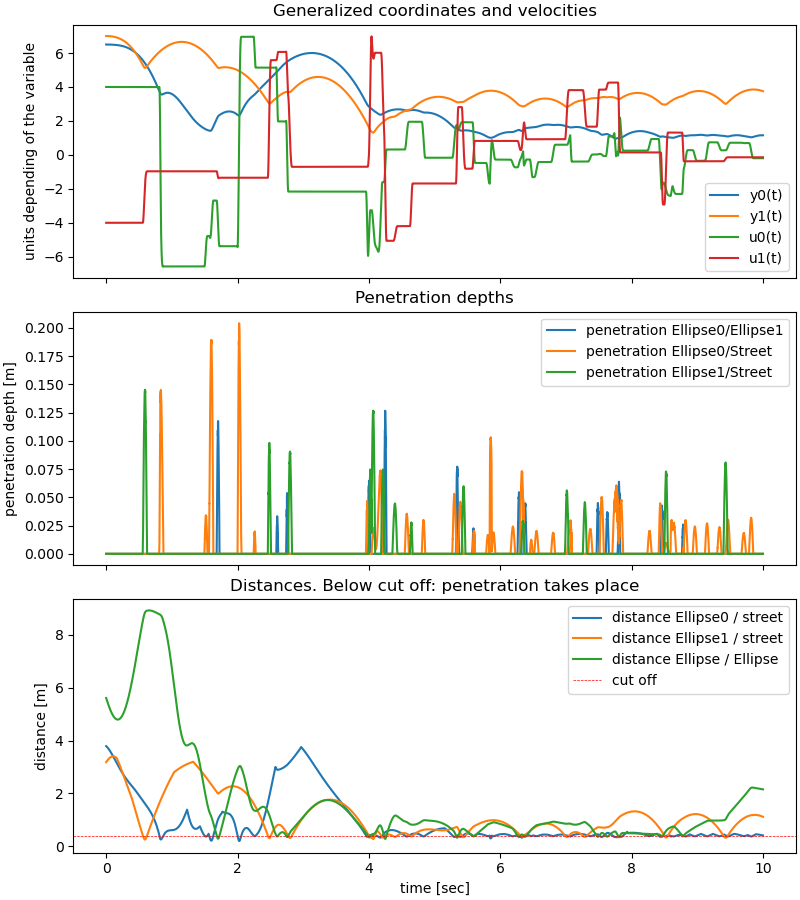 Generalized coordinates and velocities
units depending of the variable
6
4
2
0
−2
−4
−6
y0(t)
y1(t)
u0(t)
u1(t)
Penetration depths
penetration depth [m]
0.200
0.175
0.150
0.125
0.100
0.075
0.050
0.025
0.000
penetration Ellipse0/Ellipse1
penetration Ellipse0/Street
penetration Ellipse1/Street
Distances. Below cut off: penetration takes place
distance [m]
8
6
4
2
0
distance Ellipse0 / street
distance Ellipse1 / street
distance Ellipse / Ellipse
cut off
0 2 4 6 8 10
time [sec]